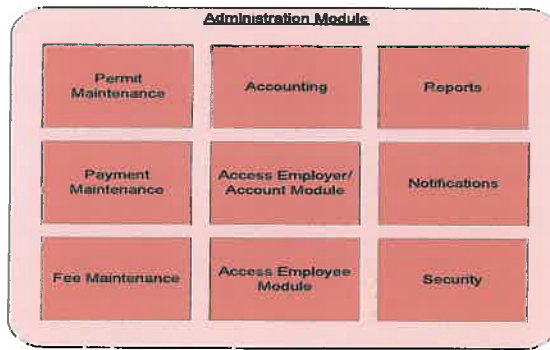 Administration Module
Permit
Maintenance
Accounting
Reports
Payment
Maintenance
Access Employer/
Account Module
Notifications
Fee Maintenance
Access Employee
Module
Security